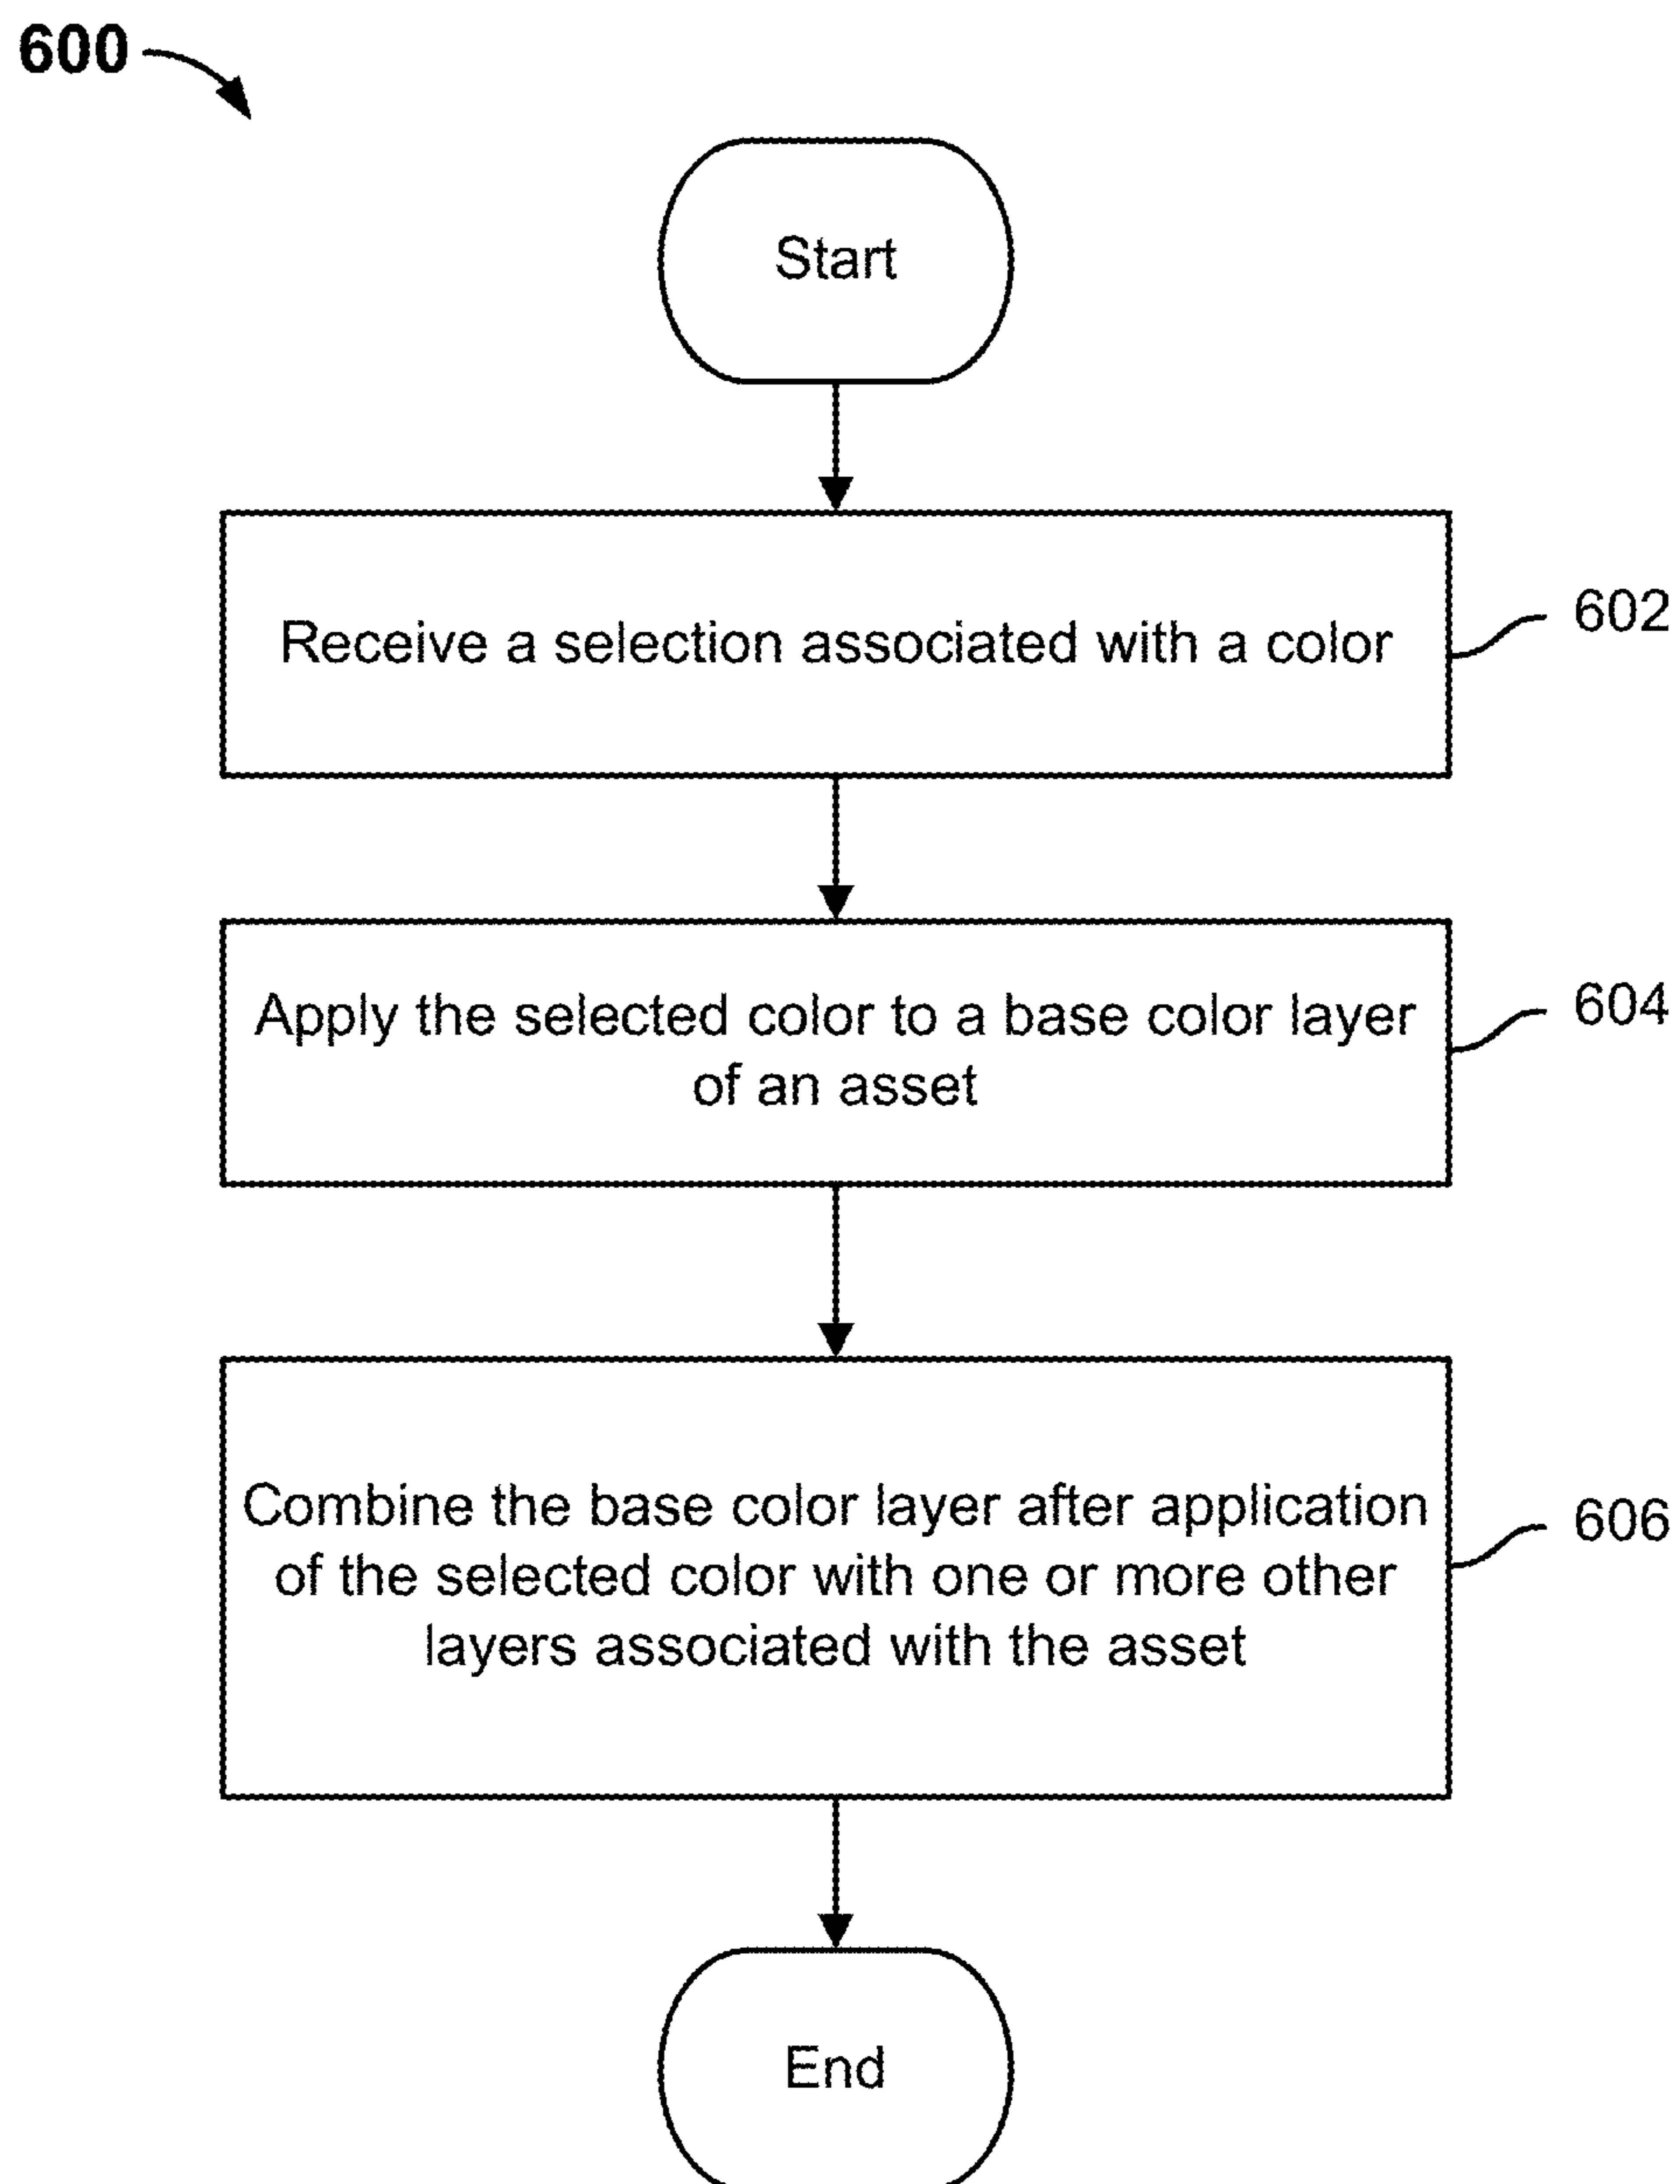 600
Start
Receive a selection associated with a color
602
Apply the selected color to a base color layer
of an asset
604
Combine the base color layer after application
of the selected color with one or more other
layers associated with the asset
606
End